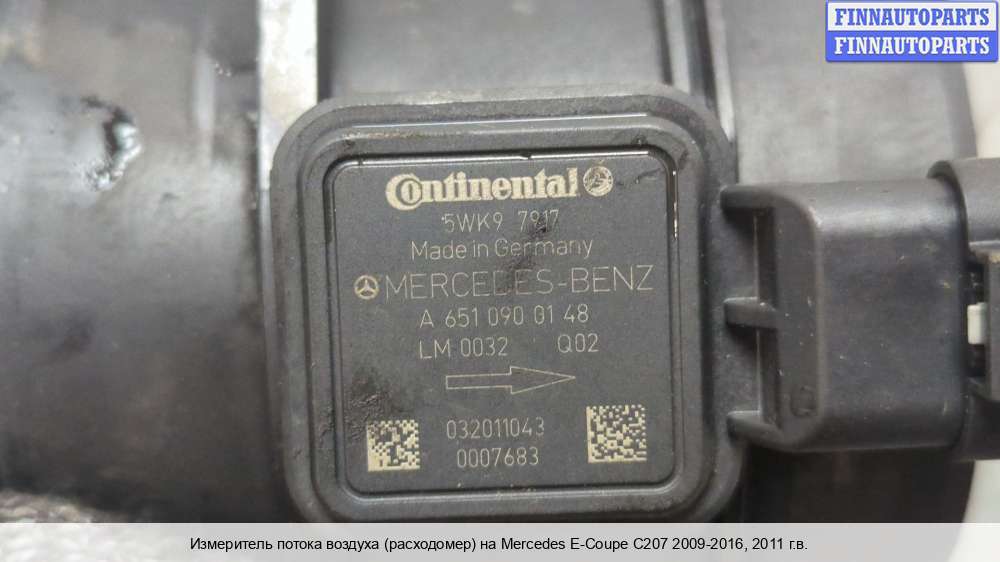 FINNAUTOPARTS
FINNAUTOPARTS
Continental
5WK9 7917
Made in Germany
MERCEDES-BENZ
A 651 090 01 48
LM 0032 Q02
032011043
0007683
Измеритель потока воздуха (расходомер) на Mercedes E-Coupe C207 2009-2016, 2011 г.в.